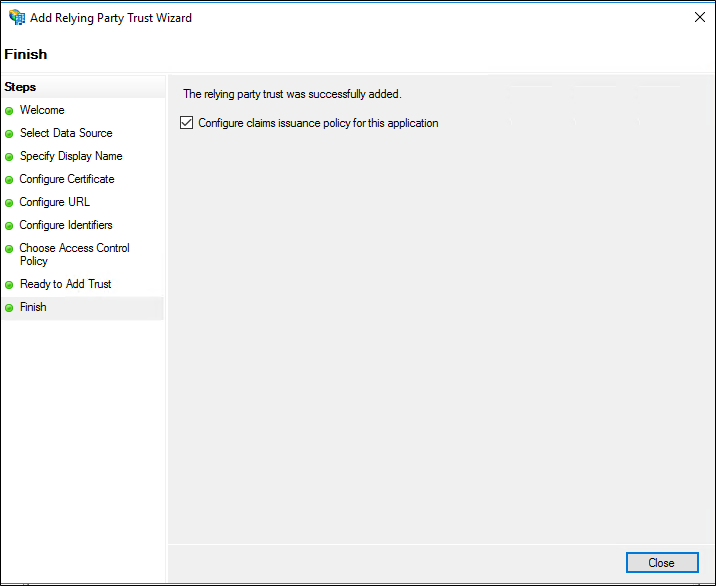 Add Relying Party Trust Wizard
Finish
Steps
Welcome
Select Data Source
Specify Display Name
Configure Certificate
Configure URL
Configure Identifiers
Choose Access Control
Policy
Ready to Add Trust
Finish
The relying party trust was successfully added.
Configure claims issuance policy for this application
Close